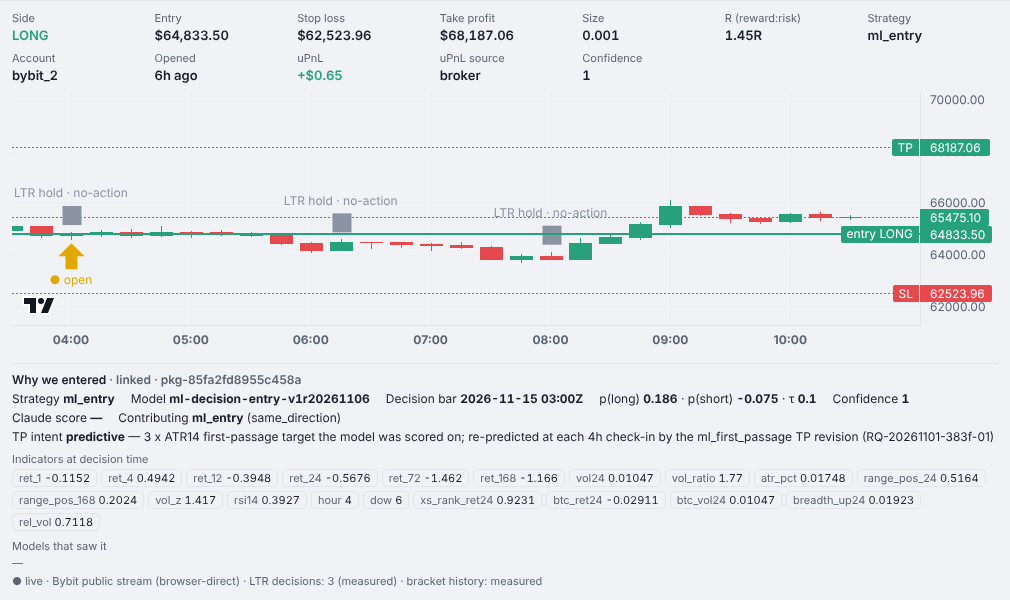 Side Entry Stop loss Take profit Size R (reward:risk) Strategy
LONG $64,833.50 $62,523.96 $68,187.06 0.001 1.45R ml_entry
Account Opened uPnL uPnL source Confidence
bybit_2 6h ago +$0.65 broker 1
70000.00
TP 68187.06
LTR hold · no-action
LTR hold · no-action
66000.00
LTR hold · no-action
65475.10
entry LONG 64833.50
64000.00
open
SL 62523.96
62000.00
04:00 05:00 06:00 07:00 08:00 09:00 10:00
Why we entered · linked · pkg-85fa2fd8955c458a
Strategy ml_entry Model ml-decision-entry-v1r20261106 Decision bar 2026-11-15 03:00Z p(long) 0.186 · p(short) -0.075 · τ 0.1 Confidence 1
Claude score — Contributing ml_entry (same_direction)
TP intent predictive — 3 x ATR14 first-passage target the model was scored on; re-predicted at each 4h check-in by the ml_first_passage TP revision (RQ-20261101-383f-01)
Indicators at decision time
ret_1 -0.1152 ret_4 0.4942 ret_12 -0.3948 ret_24 -0.5676 ret_72 -1.462 ret_168 -1.166 vol24 0.01047 vol_ratio 1.77 atr_pct 0.01748 range_pos_24 0.5164
range_pos_168 0.2024 vol_z 1.417 rsi14 0.3927 hour 4 dow 6 xs_rank_ret24 0.9231 btc_ret24 -0.02911 btc_vol24 0.01047 breadth_up24 0.01923
rel_vol 0.7118
Models that saw it
—
● live · Bybit public stream (browser-direct) · LTR decisions: 3 (measured) · bracket history: measured